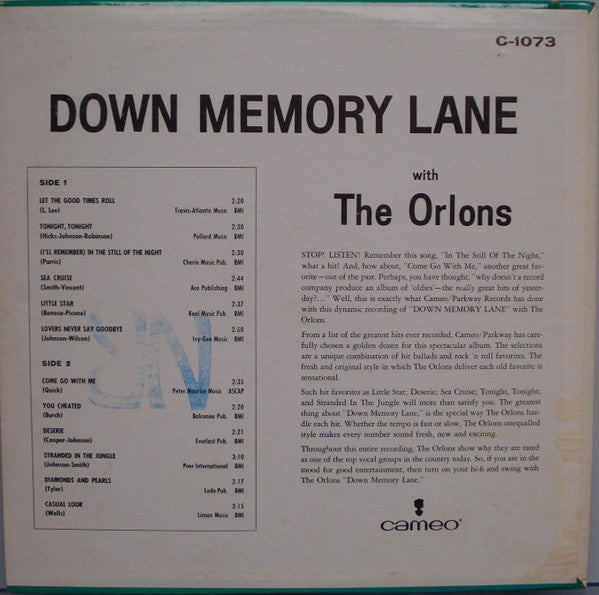 C-1073
DOWN MEMORY LANE
SIDE 1
LET THE GOOD TIMES ROLL 2:20
(L. Lee) Travis-Atlantic Music BMI
TONIGHT, TONIGHT 2:30
(Hicks-Johnson-Robinson) Pollard Music BMI
(I'LL REMEMBER) IN THE STILL OF THE NIGHT 2:30
(Parris) Cherio Music Pub. BMI
SEA CRUISE 2:44
(Smith-Vincent) Ace Publishing BMI
LITTLE STAR 2:37
(Benosa-Picone) Keel Music Pub. BMI
LOVERS NEVER SAY GOODBYE 2:50
(Johnson-Wilson) Ivy-Gee Music BMI
SIDE 2
COME GO WITH ME 2:35
(Quick) Peter Maurice Music ASCAP
YOU CHEATED 2:20
(Burch) Balcones Pub. BMI
DESERIE 2:21
(Cooper-Johnson) Everlast Pub. BMI
STRANDED IN THE JUNGLE 3:10
(Johnson-Smith) Peer International BMI
DIAMONDS AND PEARLS 2:17
(Tyler) Lode Pub. BMI
CASUAL LOOK 2:15
(Wells) Limax Music BMI
with
The Orlons
STOP! LISTEN! Remember this song, "In The Still Of The Night,"
what a hit! And, how about, "Come Go With Me," another great fav-
orite—out of the past. Perhaps, you have thought, "why doesn't a record
company produce an album of 'oldies'—the really great hits of yester-
day?..." Well, this is exactly what Cameo/Parkway Records has done
with this dynamic recording of "DOWN MEMORY LANE" with The
Orlons.
From a list of the greatest hits ever recorded, Cameo/Parkway has care-
fully chosen a golden dozen for this spectacular album. The selections
are a unique combination of hit ballads and rock 'n roll favorites. The
fresh and original style in which The Orlons deliver each old favorite is
sensational.
Such hit favorites as Little Star; Deserie; Sea Cruise; Tonight, Tonight;
and Stranded In The Jungle will more than satisfy you. The greatest
thing about "Down Memory Lane," is the special way The Orlons han-
dle each hit. Whether the tempo is fast or slow, The Orlons unequalled
style makes every number sound fresh, new and exciting.
Throughout this entire recording, The Orlons show why they are rated
as one of the top vocal groups in the country today. So, if you are in the
mood for good entertainment, then turn on your hi-fi and swing with
The Orlons "Down Memory Lane."
cameo